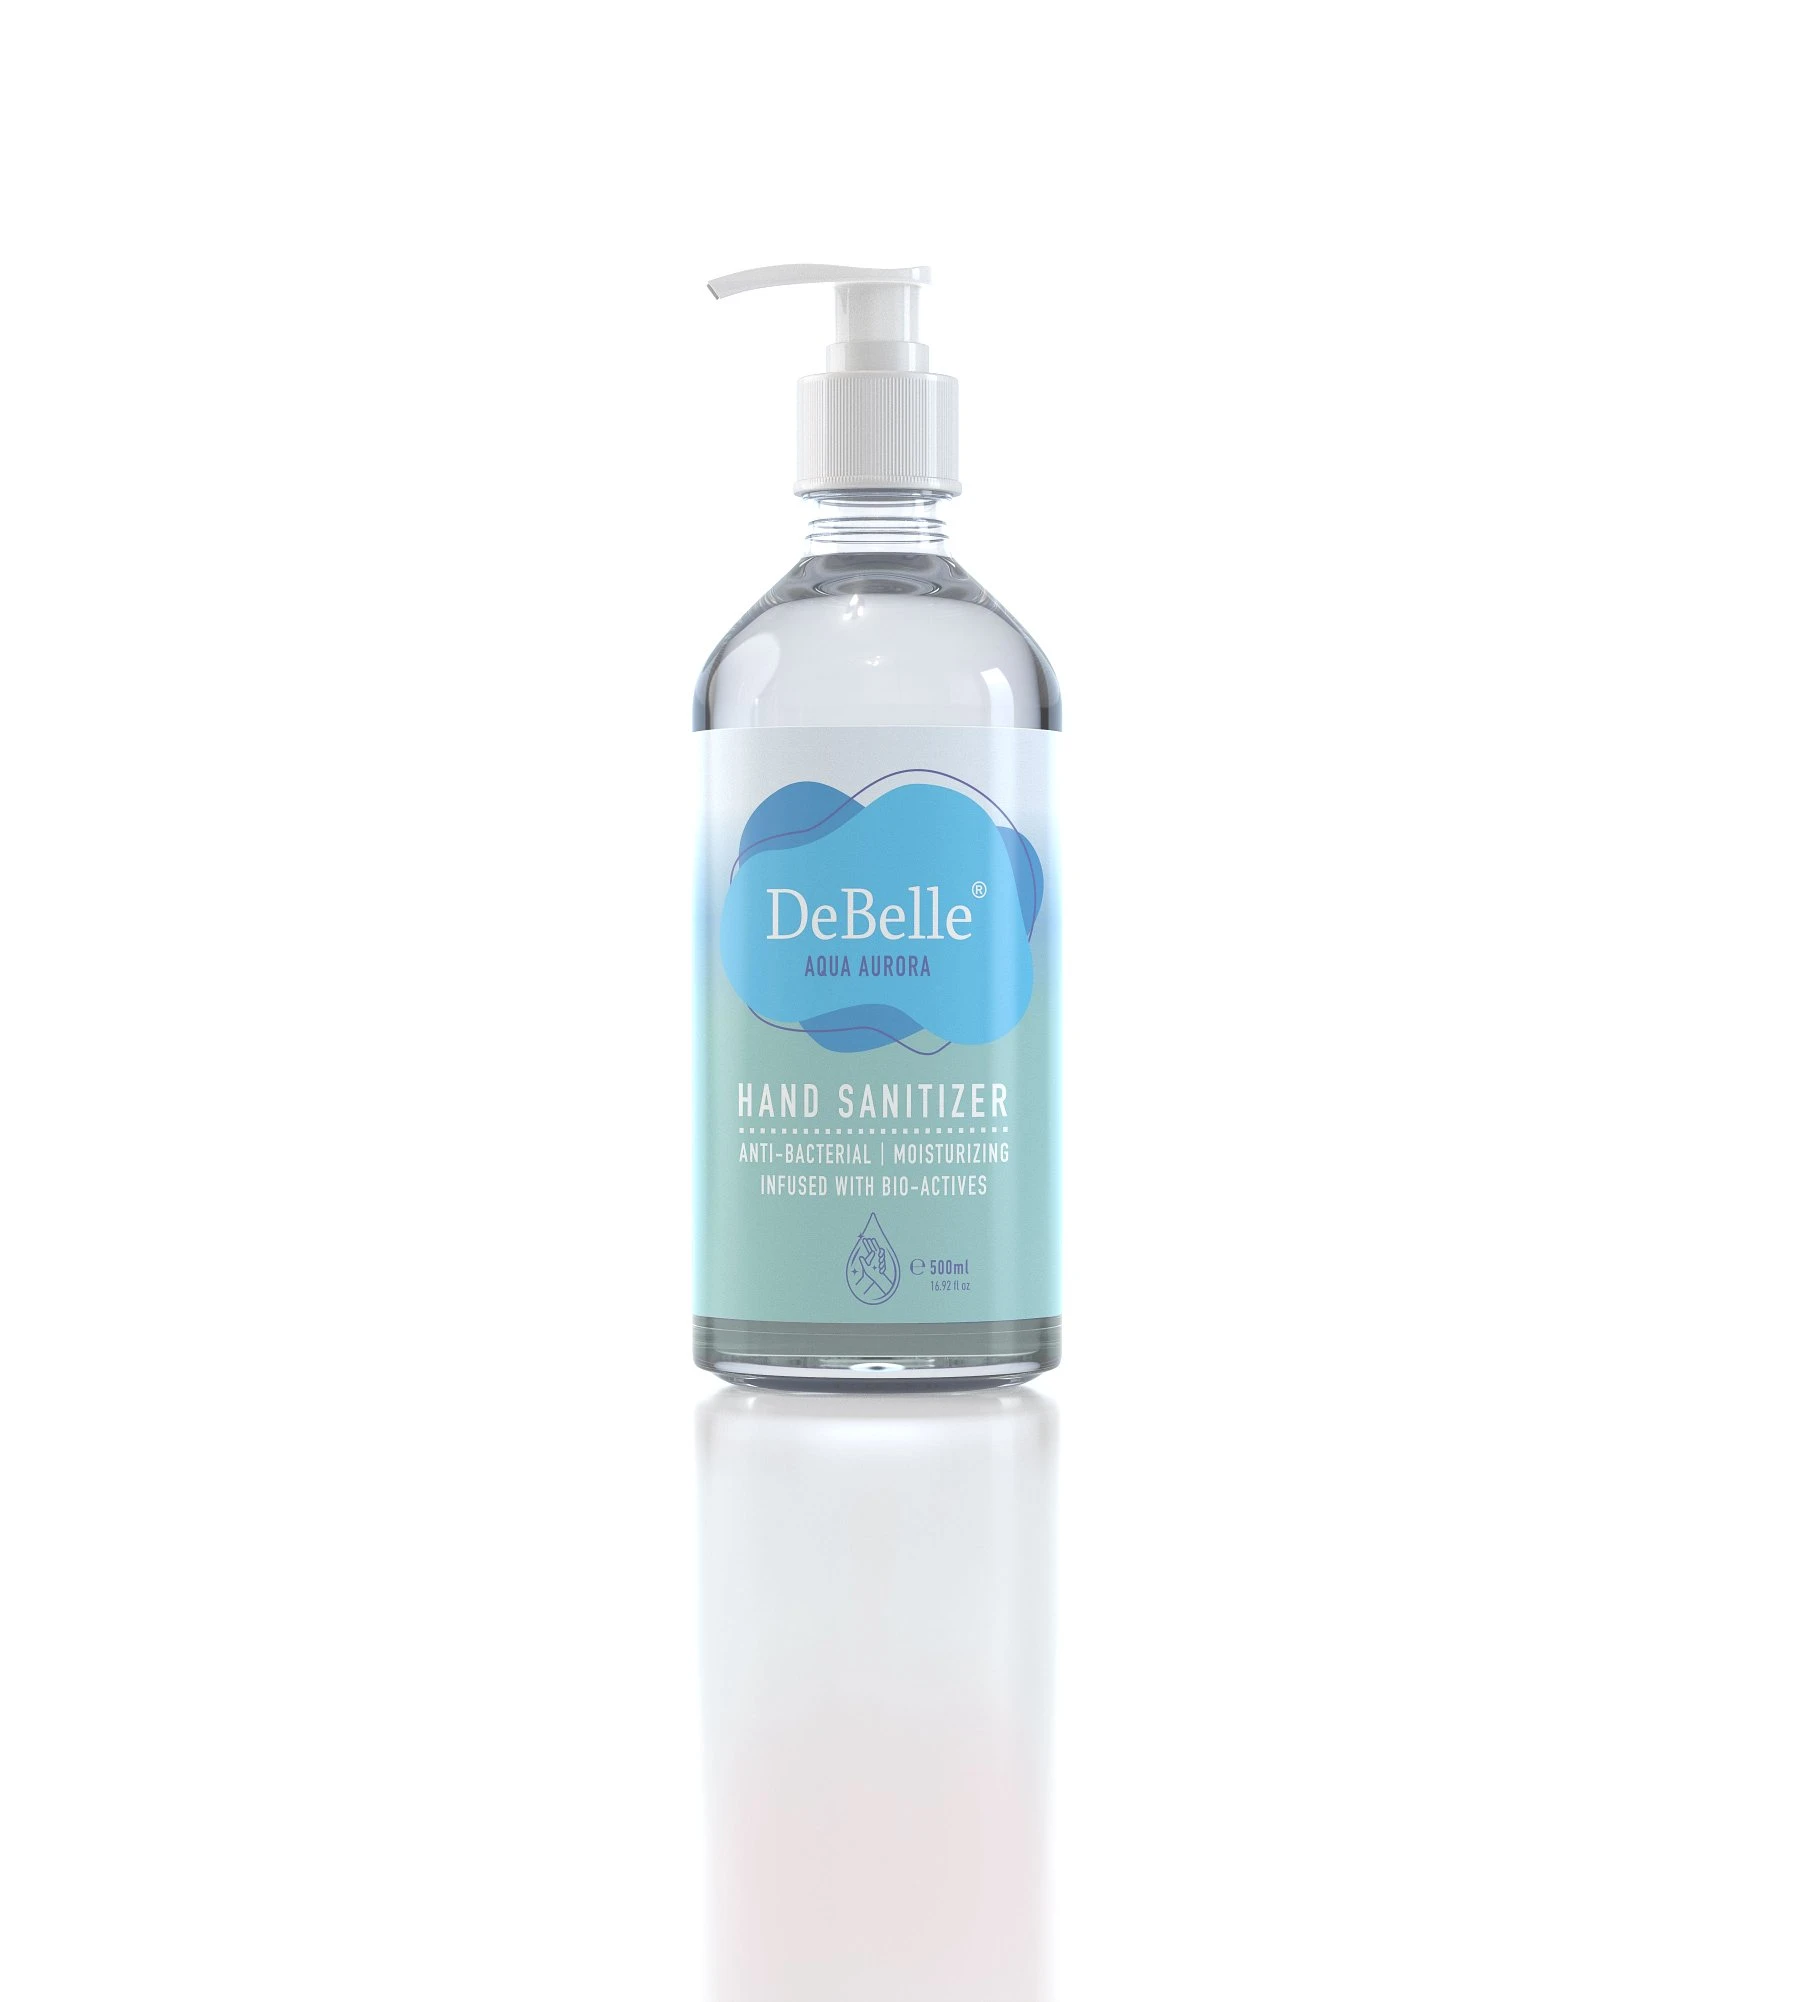 DeBelle®
AQUA AURORA
HAND SANITIZER
ANTI-BACTERIAL | MOISTURIZING
INFUSED WITH BIO-ACTIVES
℮ 500ml
16.92 fl oz